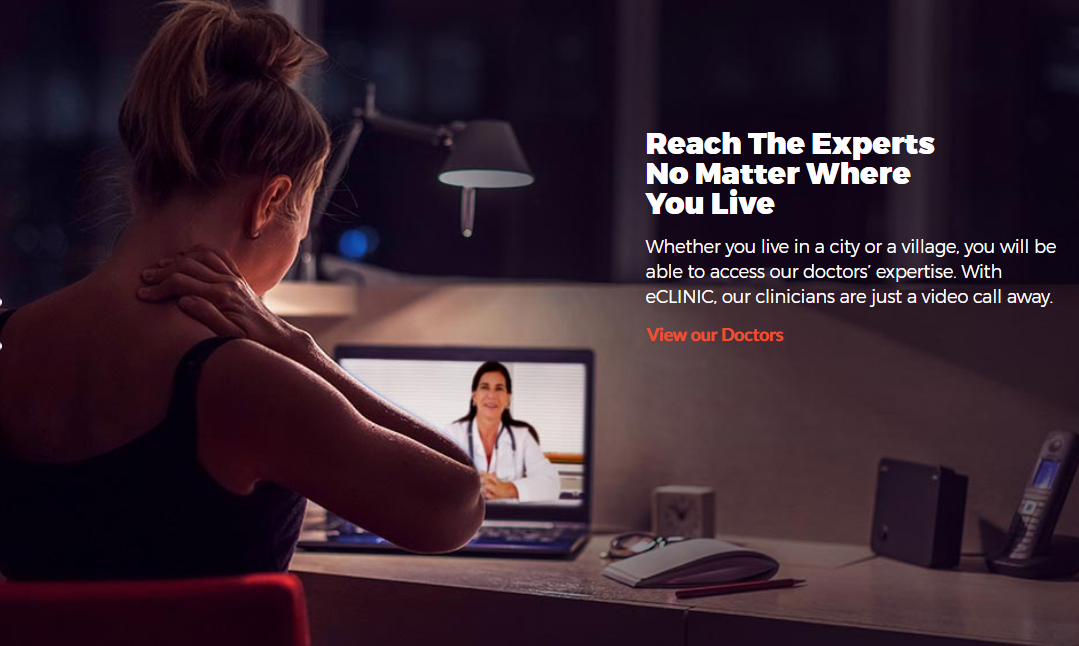 Reach The Experts
No Matter Where
You Live
Whether you live in a city or a village, you will be
able to access our doctors’ expertise. With
eCLINIC, our clinicians are just a video call away.
View our Doctors